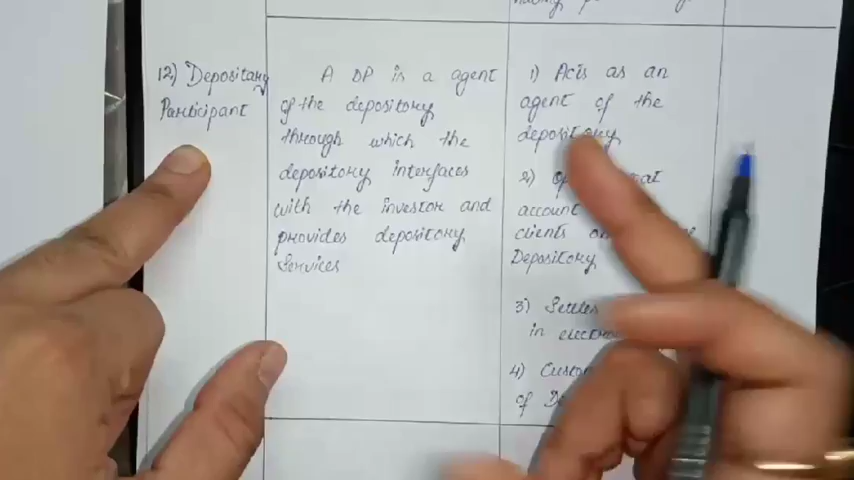 12.) Depositary
Participant
A DP is a agent
of the depository
through which the
depository interfaces
with the investor and
provides depository
Services
1) Acts as an
agent of the
depository
2)
account
clients
Depository
3)
in
4)
of